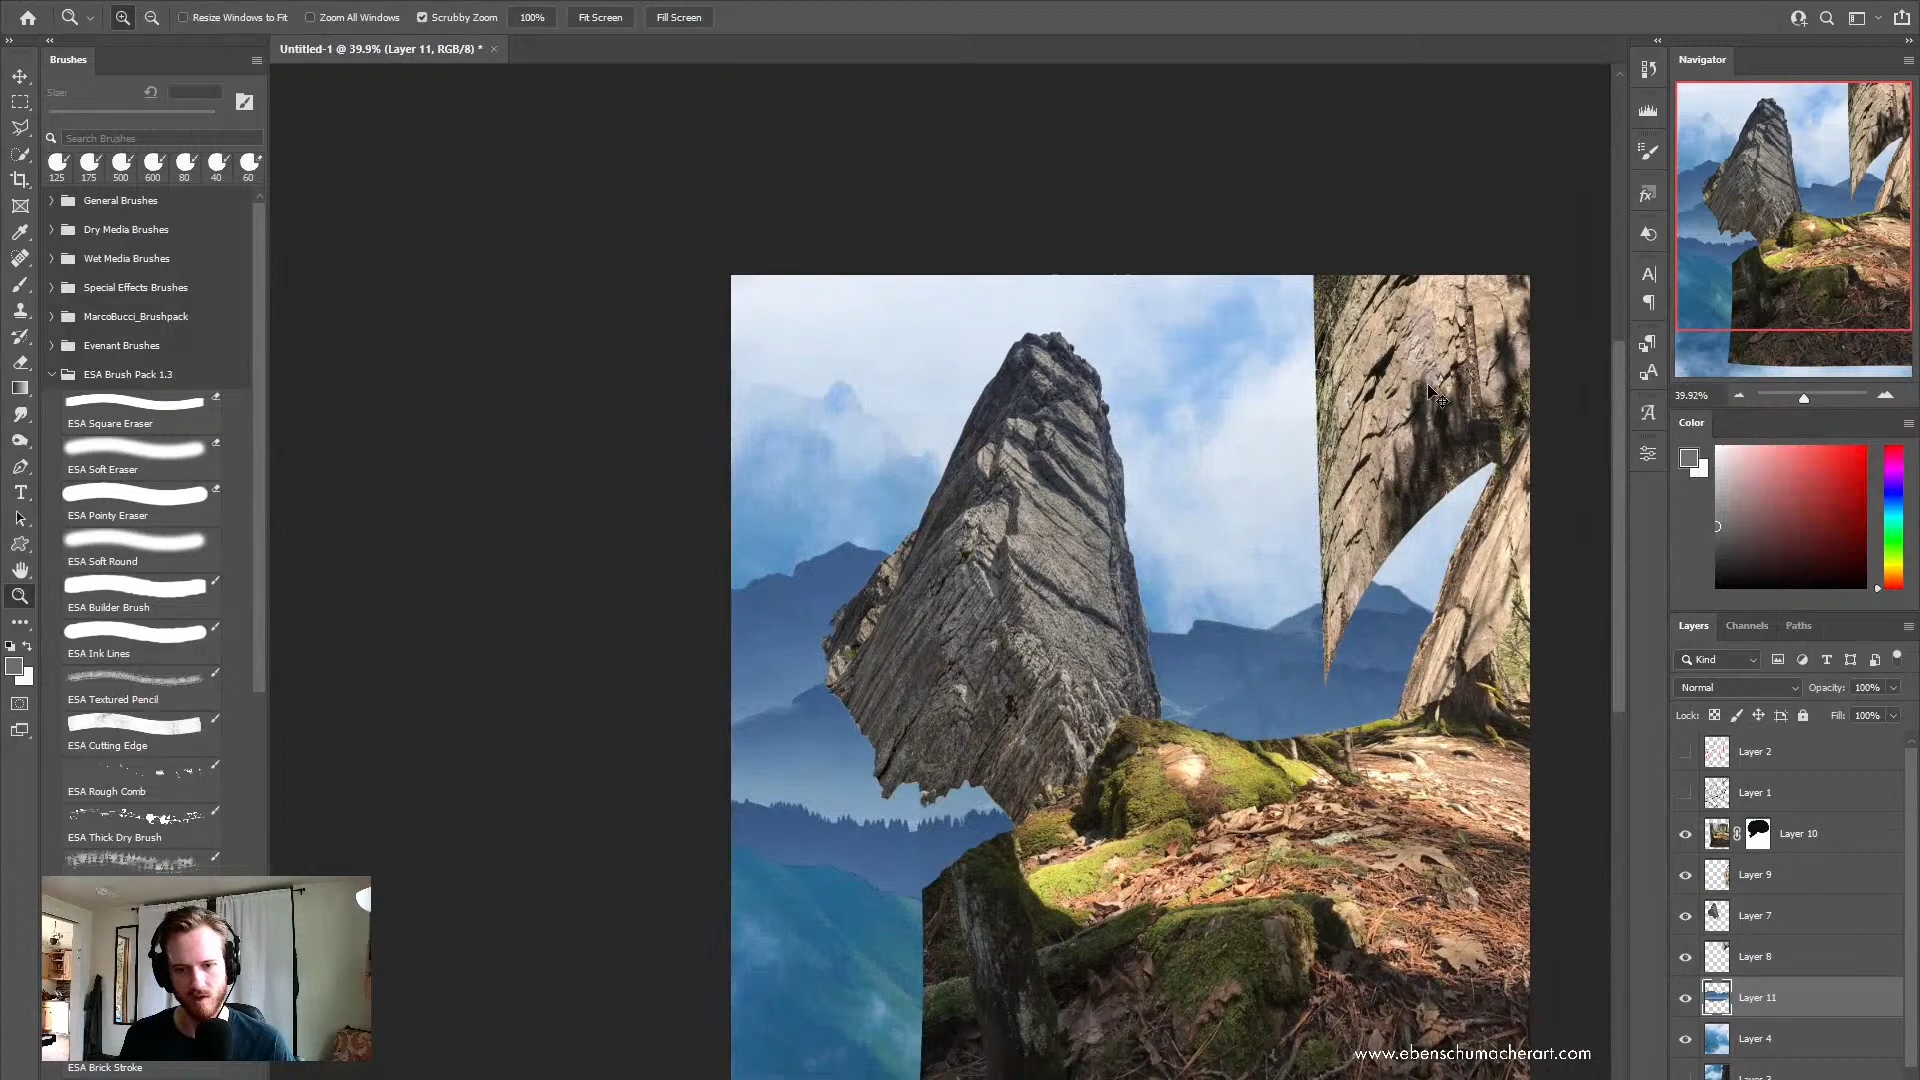 Resize Windows to Fit
Zoom All Windows
Scrubby Zoom
100%
Fit Screen
Fill Screen
Untitled-1 @ 39.9% (Layer 11, RGB/8) *
Brushes
Size:
Search Brushes
125
175
500
600
80
40
60
General Brushes
Dry Media Brushes
Wet Media Brushes
Special Effects Brushes
MarcoBucci_Brushpack
Evenant Brushes
ESA Brush Pack 1.3
ESA Square Eraser
ESA Soft Eraser
ESA Pointy Eraser
ESA Soft Round
ESA Builder Brush
ESA Ink Lines
ESA Textured Pencil
ESA Cutting Edge
ESA Rough Comb
ESA Thick Dry Brush
ESA Brick Stroke
Navigator
39.92%
Color
Layers
Channels
Paths
Kind
Normal
Opacity: 100%
Lock:
Fill: 100%
Layer 2
Layer 1
Layer 10
Layer 9
Layer 7
Layer 8
Layer 11
Layer 4
www.ebenschumacherart.com